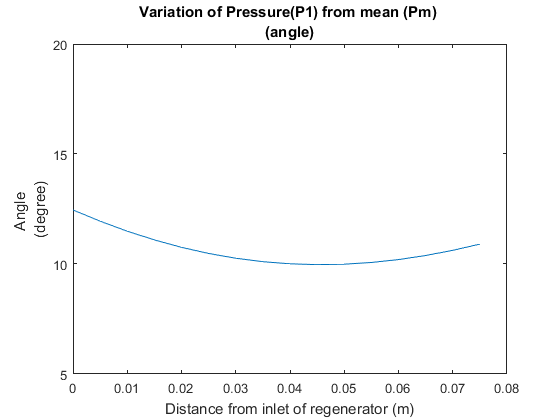 Variation of Pressure(P1) from mean (Pm)
(angle)
20
15
10
5
Angle
(degree)
0
0.01
0.02
0.03
0.04
0.05
0.06
0.07
0.08
Distance from inlet of regenerator (m)